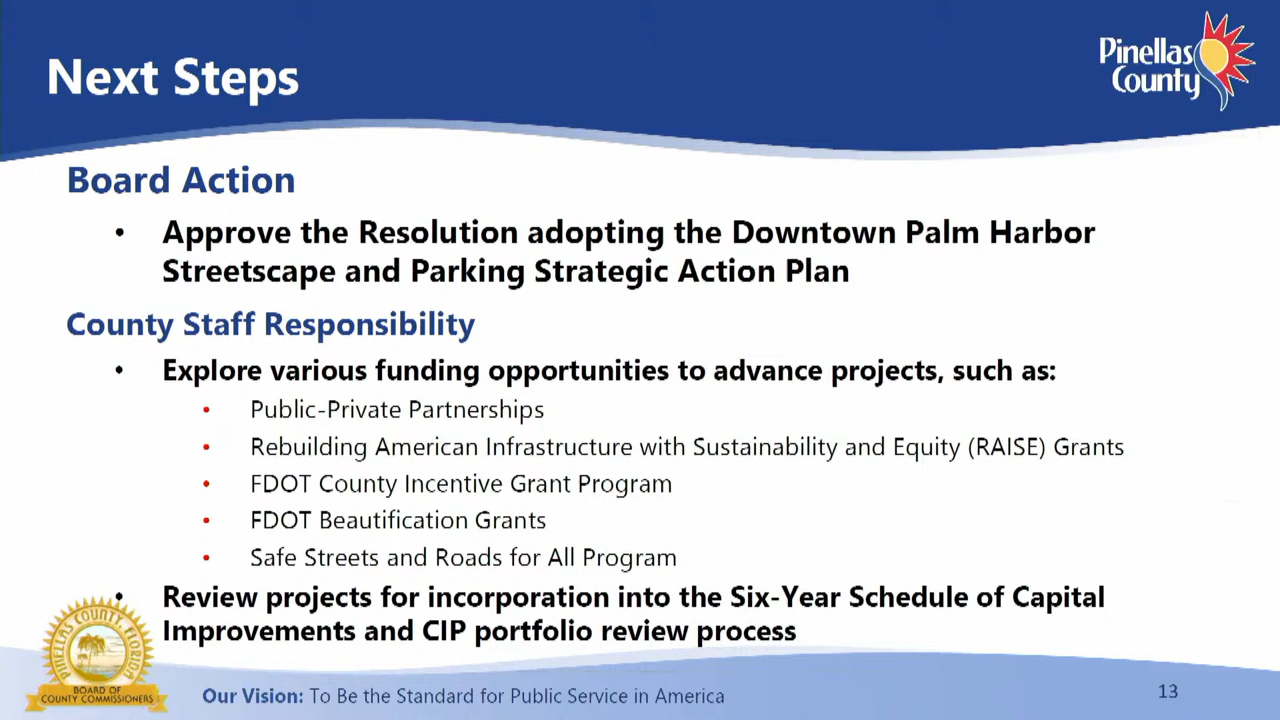 Next Steps
Pinellas
County
Board Action
• Approve the Resolution adopting the Downtown Palm Harbor
Streetscape and Parking Strategic Action Plan
County Staff Responsibility
• Explore various funding opportunities to advance projects, such as:
• Public-Private Partnerships
• Rebuilding American Infrastructure with Sustainability and Equity (RAISE) Grants
• FDOT County Incentive Grant Program
• FDOT Beautification Grants
• Safe Streets and Roads for All Program
• Review projects for incorporation into the Six-Year Schedule of Capital
Improvements and CIP portfolio review process
PINELLAS COUNTY, FLORIDA
BOARD OF
COUNTY COMMISSIONERS
Our Vision: To Be the Standard for Public Service in America
13